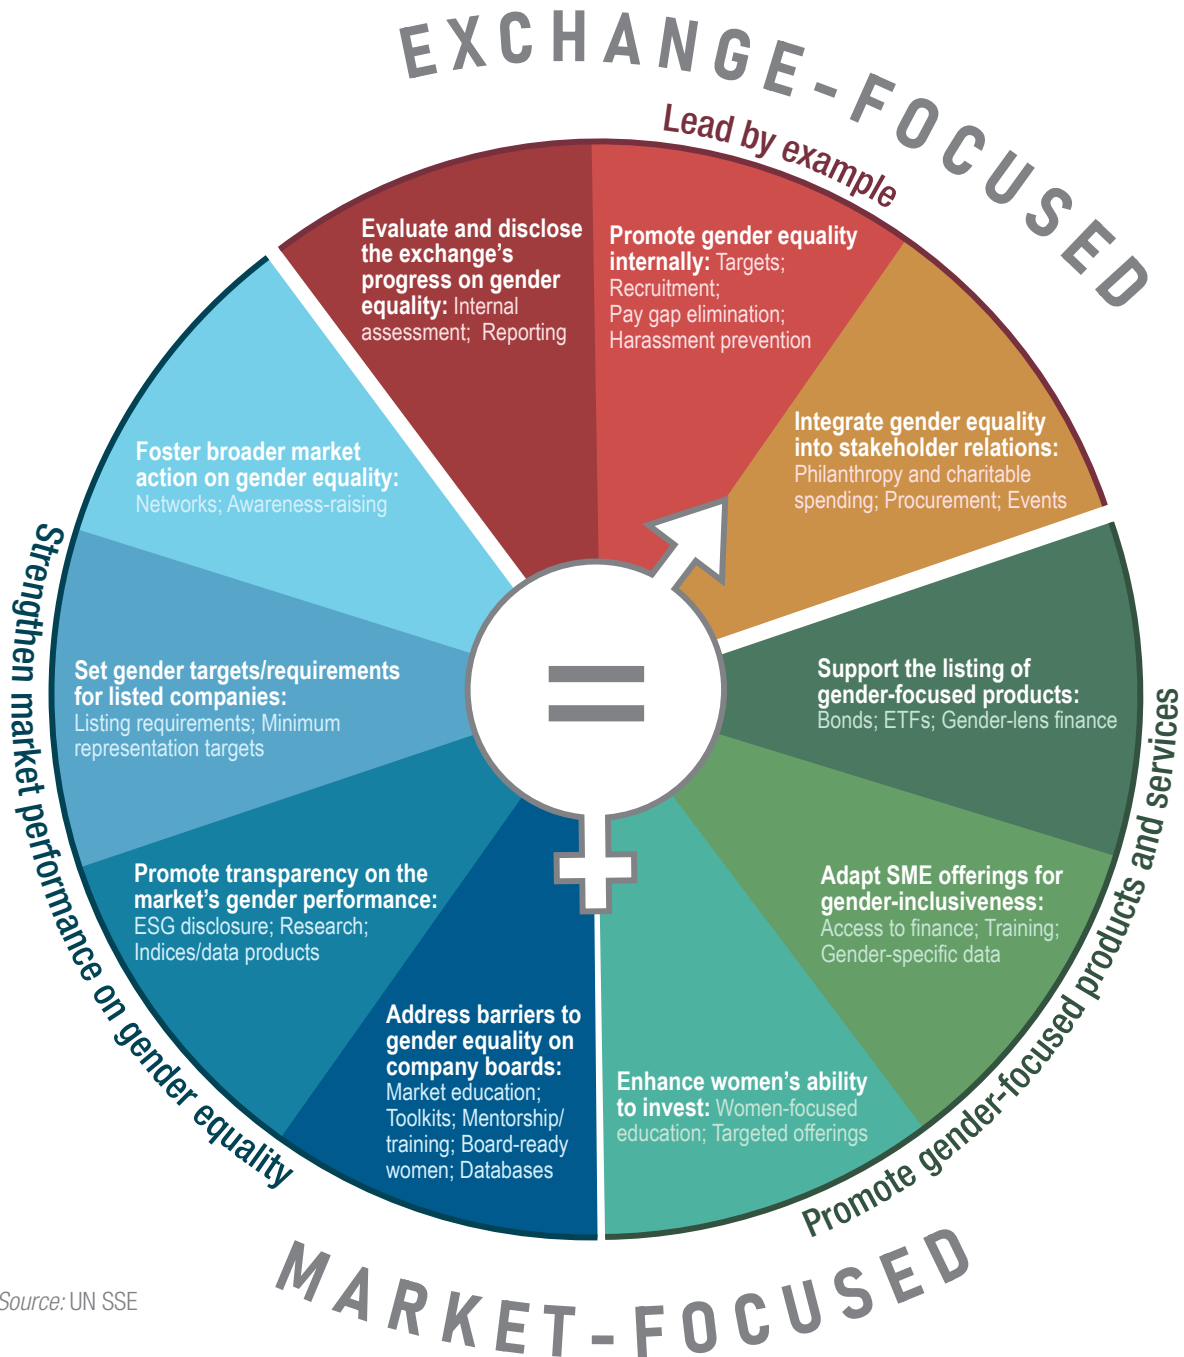 EXCHANGE-FOCUSED
Lead by example
Evaluate and disclose
the exchange's
progress on gender
equality: Internal
assessment; Reporting
Promote gender equality
internally: Targets;
Recruitment;
Pay gap elimination;
Harassment prevention
Integrate gender equality
into stakeholder relations:
Philanthropy and charitable
spending; Procurement; Events
Support the listing of
gender-focused products:
Bonds; ETFs; Gender-lens finance
Adapt SME offerings for
gender-inclusiveness:
Access to finance; Training;
Gender-specific data
Enhance women's ability
to invest: Women-focused
education; Targeted offerings
Promote gender-focused products and services
Address barriers to
gender equality on
company boards:
Market education;
Toolkits; Mentorship/
training; Board-ready
women; Databases
Promote transparency on the
market's gender performance:
ESG disclosure; Research;
Indices/data products
Set gender targets/requirements
for listed companies:
Listing requirements; Minimum
representation targets
Foster broader market
action on gender equality:
Networks; Awareness-raising
Strengthen market performance on gender equality
=
MARKET-FOCUSED
Source: UN SSE